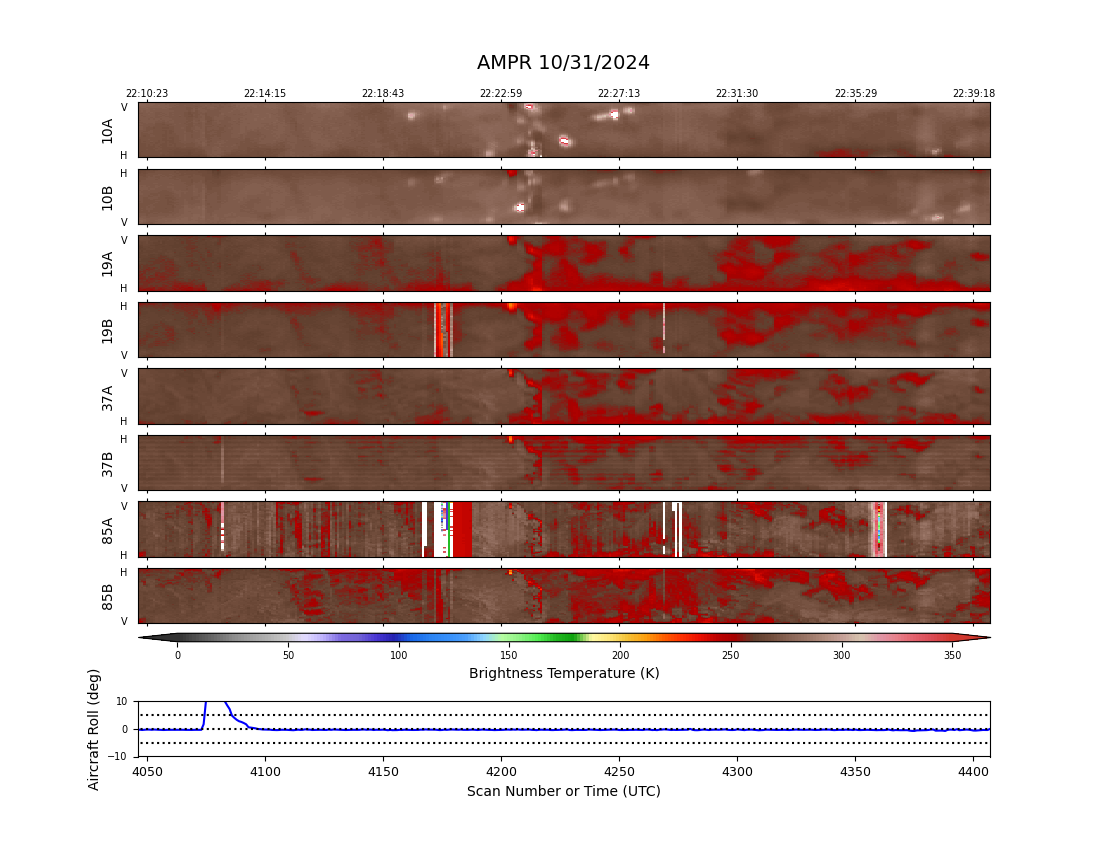 AMPR 10/31/2024
22:10:23 22:14:15 22:18:43 22:22:59 22:27:13 22:31:30 22:35:29 22:39:18
V
10A
H
H
10B
V
V
19A
H
H
19B
V
V
37A
H
H
37B
V
V
85A
H
H
85B
V
0 50 100 150 200 250 300 350
Brightness Temperature (K)
Aircraft Roll (deg)
10
0
−10
4050 4100 4150 4200 4250 4300 4350 4400
Scan Number or Time (UTC)